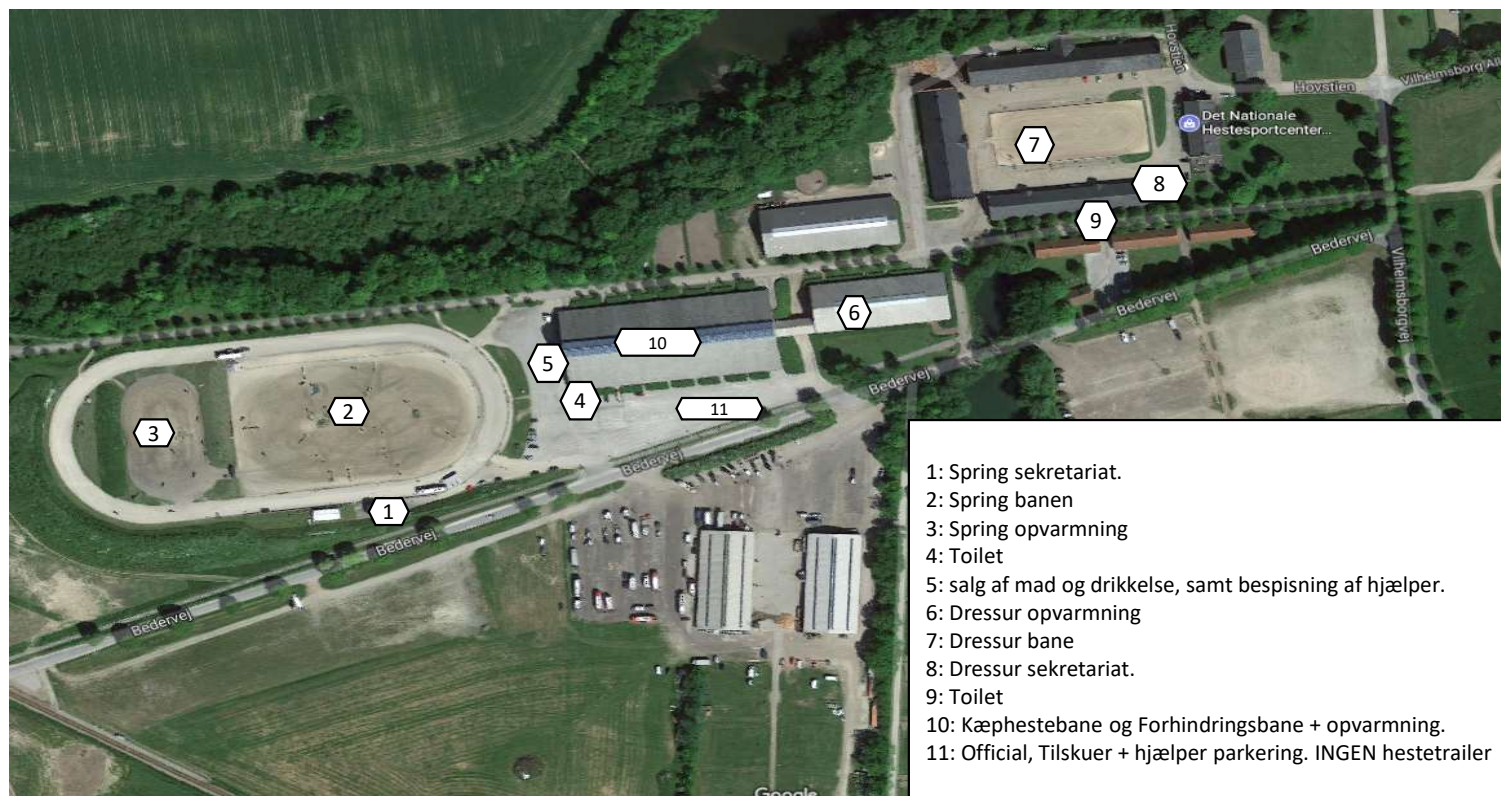 Hovstien
Hovstien
Vilhelmsborg Al
Det Nationale
Hestesportcenter...
7
8
9
Bedervej
Vilhelmsborgvej
Bedervej
6
10
5
Bedervej
4
11
2
3
Bedervej
1
Bedervej
Bedervej
Google
1: Spring sekretariat.
2: Spring banen
3: Spring opvarmning
4: Toilet
5: salg af mad og drikkelse, samt bespisning af hjælper.
6: Dressur opvarmning
7: Dressur bane
8: Dressur sekretariat.
9: Toilet
10: Kæphestebane og Forhindringsbane + opvarmning.
11: Official, Tilskuer + hjælper parkering. INGEN hestetrailer